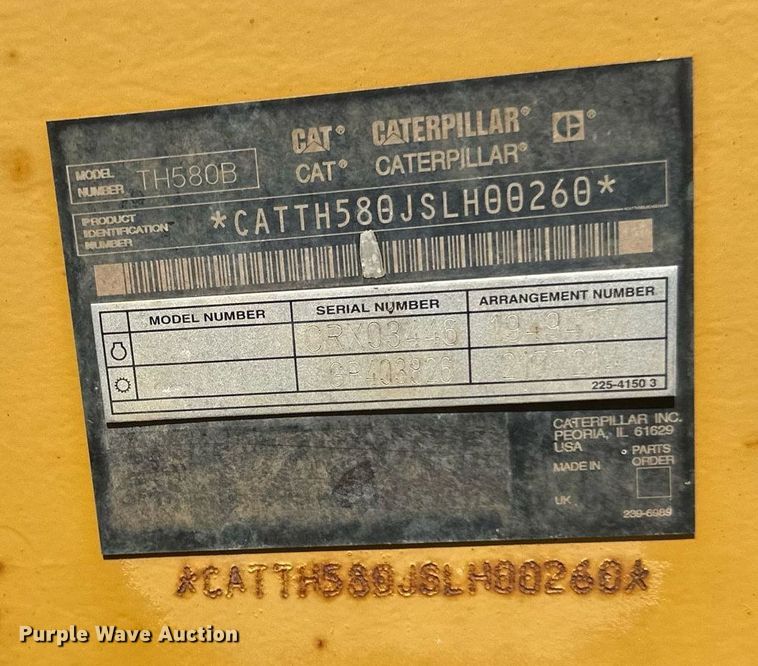 CAT® CATERPILLAR® C®
CAT® CATERPILLAR®
MODEL NUMBER TH580B
PRODUCT IDENTIFICATION NUMBER *CATTH580JSLH00260*
MODEL NUMBER SERIAL NUMBER ARRANGEMENT NUMBER
CRX03446
225-4150 3
CATERPILLAR INC.
PEORIA, IL 61629
USA
PARTS ORDER
MADE IN
UK
239-6989
*CATTH580JSLH00260*
Purple Wave Auction